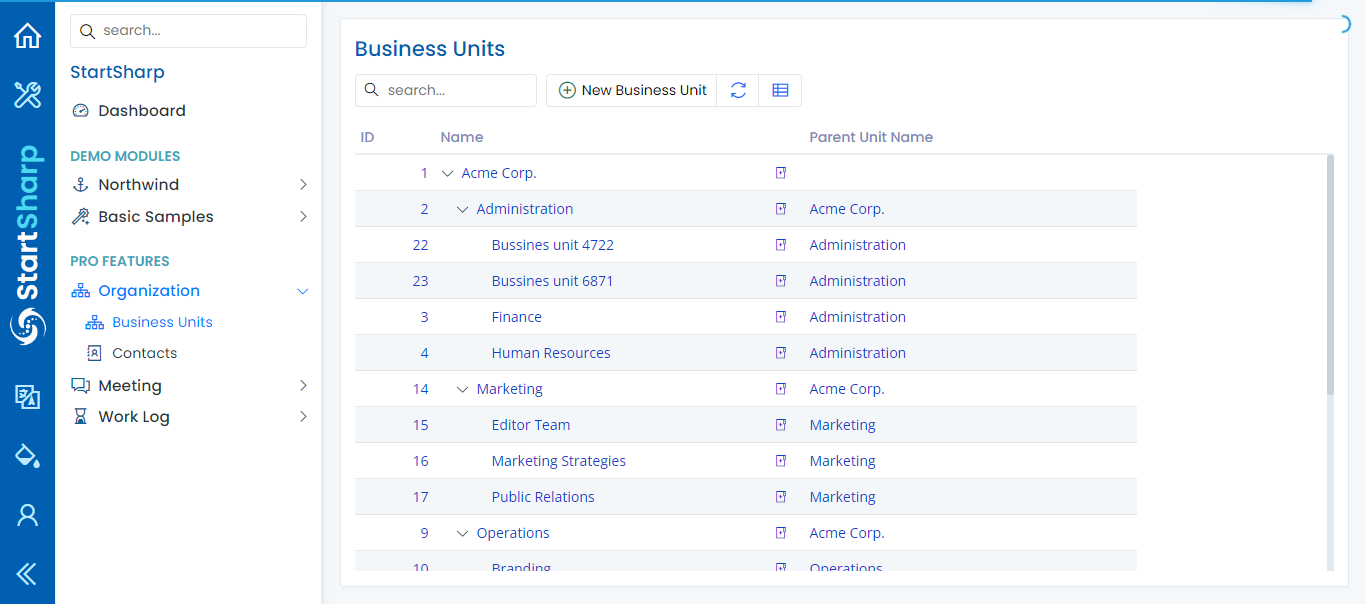 StartSharp
search...
StartSharp
Dashboard
DEMO MODULES
Northwind
Basic Samples
PRO FEATURES
Organization
Business Units
Contacts
Meeting
Work Log
Business Units
search...
New Business Unit
ID Name Parent Unit Name
1 Acme Corp.
2 Administration Acme Corp.
22 Bussines unit 4722 Administration
23 Bussines unit 6871 Administration
3 Finance Administration
4 Human Resources Administration
14 Marketing Acme Corp.
15 Editor Team Marketing
16 Marketing Strategies Marketing
17 Public Relations Marketing
9 Operations Acme Corp.
10 Branding Operations